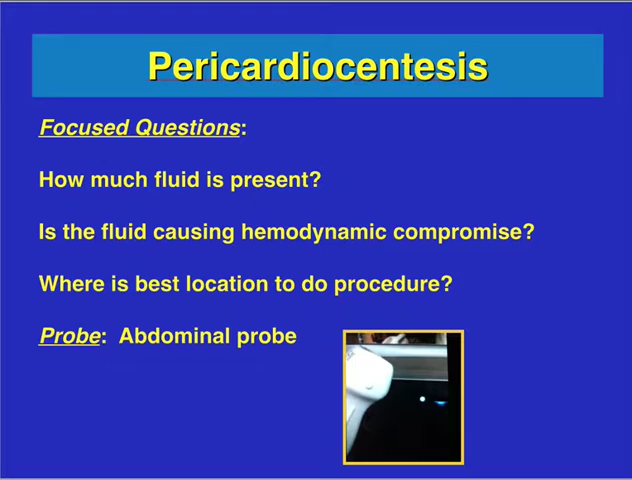 Pericardiocentesis
Focused Questions:
How much fluid is present?
Is the fluid causing hemodynamic compromise?
Where is best location to do procedure?
Probe: Abdominal probe